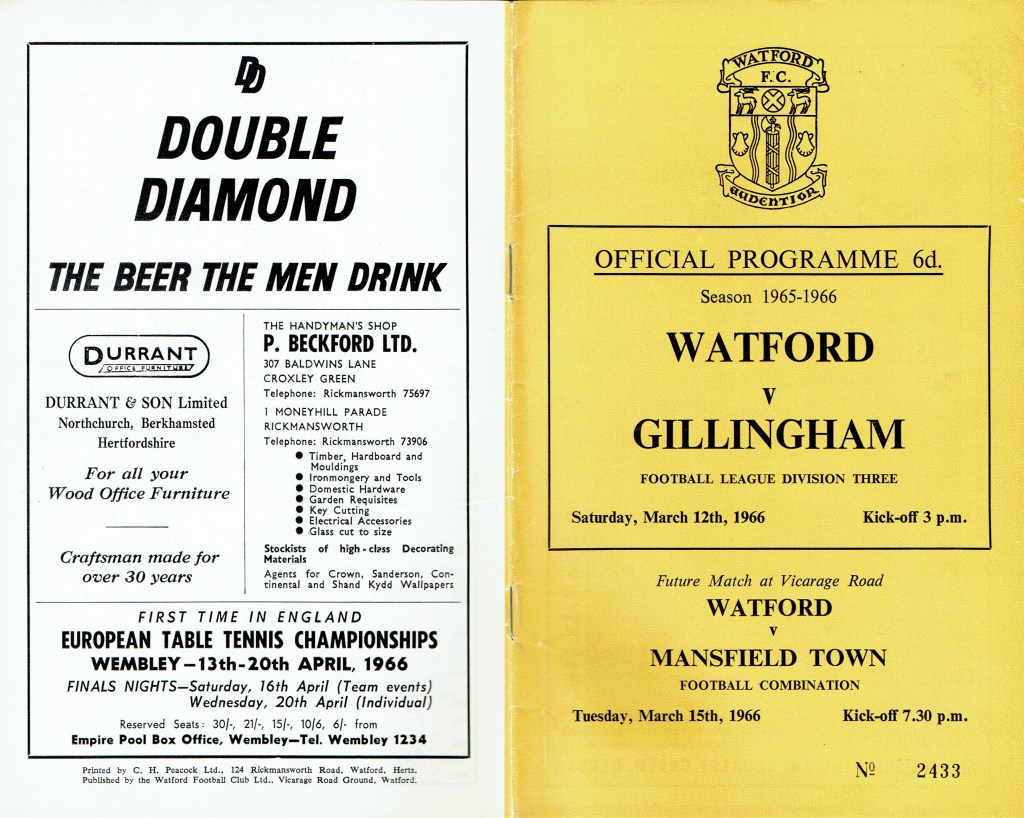 DD
DOUBLE
DIAMOND
THE BEER THE MEN DRINK
DURRANT
OFFICE FURNITURE
DURRANT & SON Limited
Northchurch, Berkhamsted
Hertfordshire
For all your
Wood Office Furniture
Craftsman made for
over 30 years
THE HANDYMAN'S SHOP
P. BECKFORD LTD.
307 BALDWINS LANE
CROXLEY GREEN
Telephone: Rickmansworth 75697
1 MONEYHILL PARADE
RICKMANSWORTH
Telephone: Rickmansworth 73906
● Timber, Hardboard and
Mouldings
● Ironmongery and Tools
● Domestic Hardware
● Garden Requisites
● Key Cutting
● Electrical Accessories
● Glass cut to size
Stockists of high-class Decorating
Materials
Agents for Crown, Sanderson, Con-
tinental and Shand Kydd Wallpapers
FIRST TIME IN ENGLAND
EUROPEAN TABLE TENNIS CHAMPIONSHIPS
WEMBLEY—13th-20th APRIL, 1966
FINALS NIGHTS—Saturday, 16th April (Team events)
Wednesday, 20th April (Individual)
Reserved Seats: 30/-, 21/-, 15/-, 10/6, 6/- from
Empire Pool Box Office, Wembley—Tel. Wembley 1234
Printed by C. H. Peacock Ltd., 124 Rickmansworth Road, Watford, Herts.
Published by the Watford Football Club Ltd., Vicarage Road Ground, Watford.
WATFORD
F.C.
AUDENTIOR
OFFICIAL PROGRAMME 6d.
Season 1965-1966
WATFORD
v
GILLINGHAM
FOOTBALL LEAGUE DIVISION THREE
Saturday, March 12th, 1966 Kick-off 3 p.m.
Future Match at Vicarage Road
WATFORD
v
MANSFIELD TOWN
FOOTBALL COMBINATION
Tuesday, March 15th, 1966 Kick-off 7.30 p.m.
Nº 2433